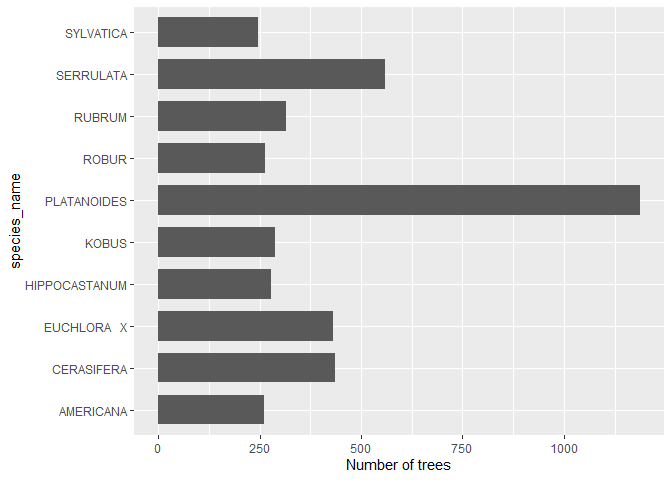 SYLVATICA
SERRULATA
RUBRUM
ROBUR
PLATANOIDES
KOBUS
HIPPOCASTANUM
EUCHLORA  X
CERASIFERA
AMERICANA
species_name
0 250 500 750 1000
Number of trees